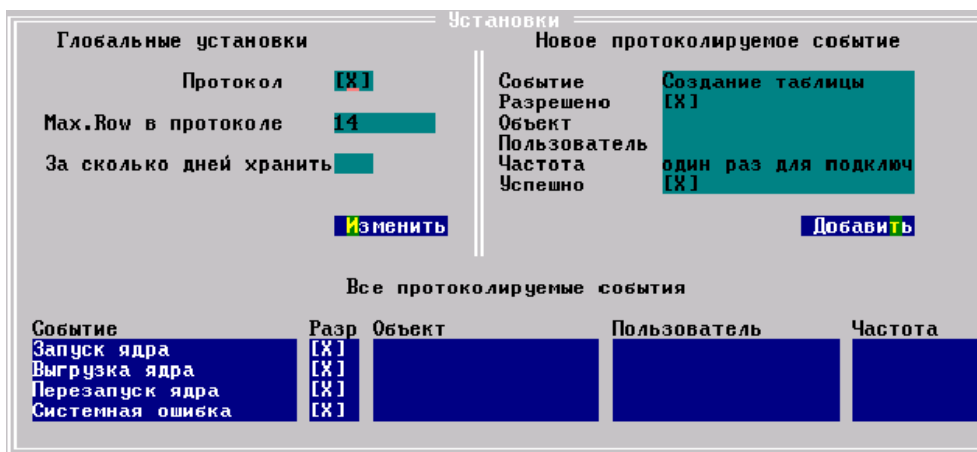 Установки
Глобальные установки
Протокол [X]
Max.Row в протоколе 14
За сколько дней хранить
Изменить
Новое протоколируемое событие
Событие Создание таблицы
Разрешено [X]
Объект
Пользователь
Частота один раз для подключ
Успешно [X]
Добавить
Все протоколируемые события
Событие Разр Объект Пользователь Частота
Запуск ядра [X]
Выгрузка ядра [X]
Перезапуск ядра [X]
Системная ошибка [X]